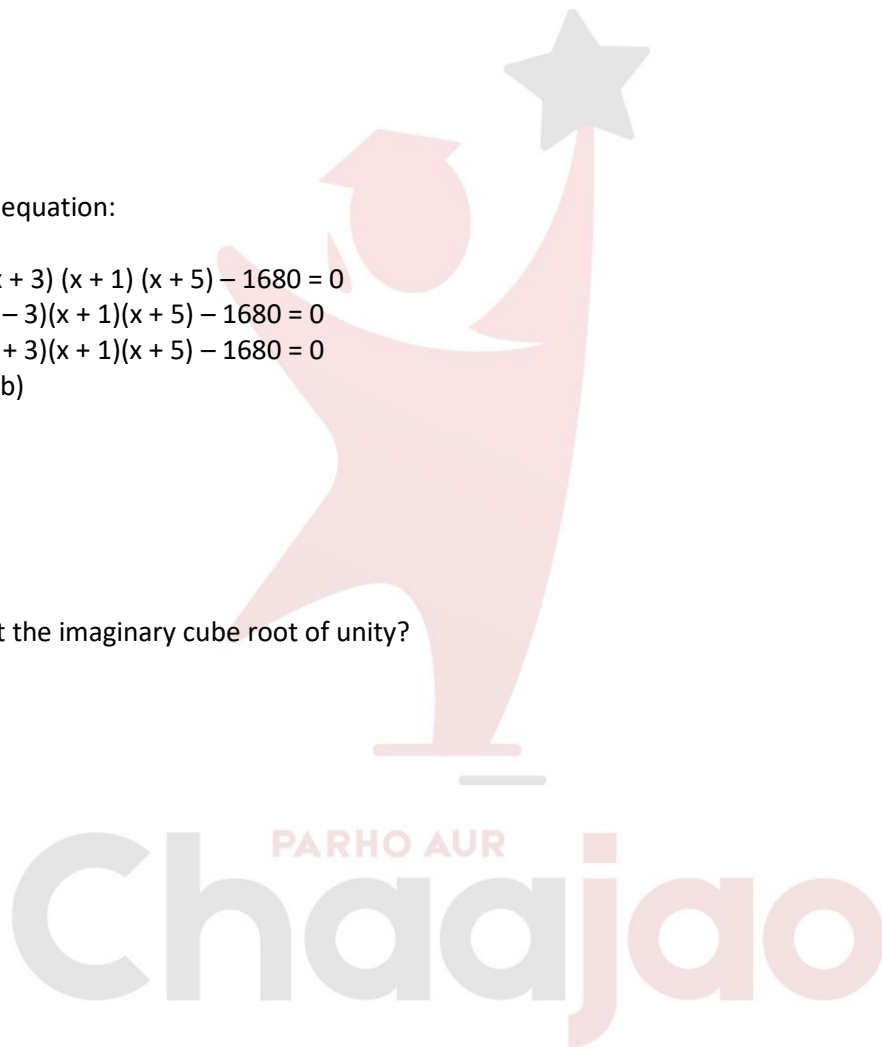 equation:
+ 3) (x + 1) (x + 5) – 1680 = 0
– 3)(x + 1)(x + 5) – 1680 = 0
+ 3)(x + 1)(x + 5) – 1680 = 0
b)
the imaginary cube root of unity?
PARHO AUR
Chaajao